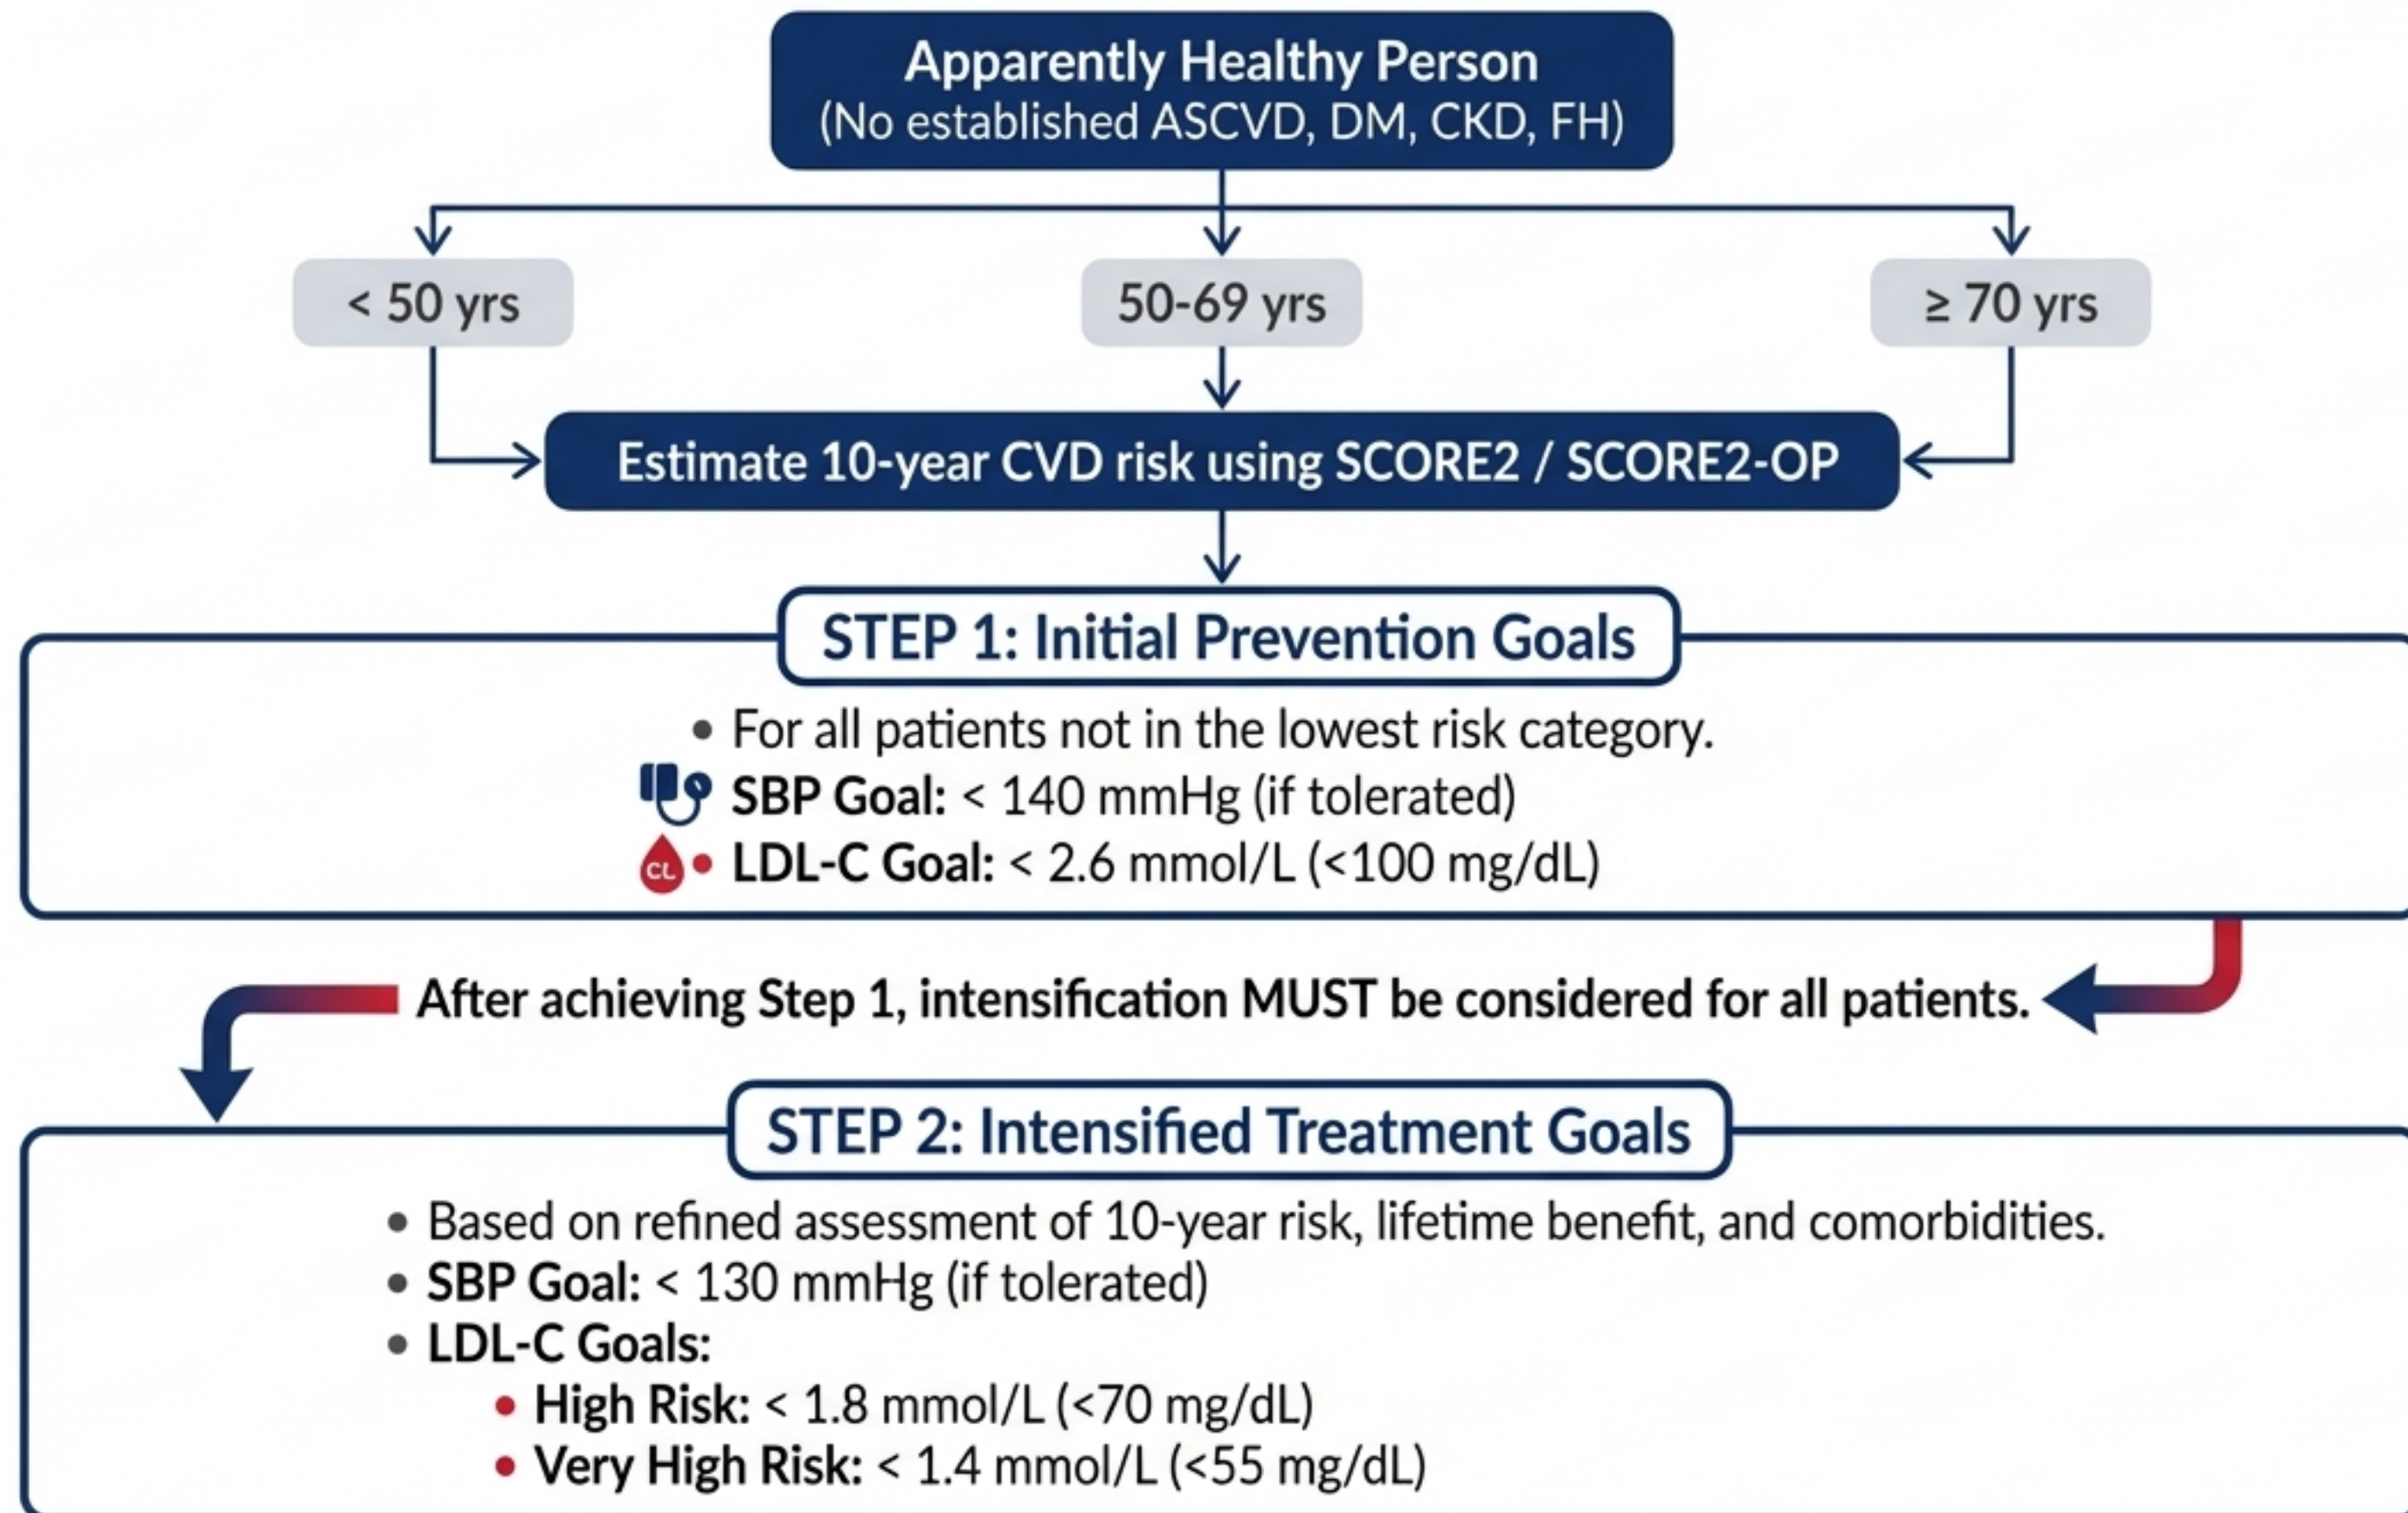 Apparently Healthy Person
(No established ASCVD, DM, CKD, FH)
< 50 yrs
50-69 yrs
≥ 70 yrs
Estimate 10-year CVD risk using SCORE2 / SCORE2-OP
STEP 1: Initial Prevention Goals
• For all patients not in the lowest risk category.
SBP Goal: < 140 mmHg (if tolerated)
CL • LDL-C Goal: < 2.6 mmol/L (<100 mg/dL)
After achieving Step 1, intensification MUST be considered for all patients.
STEP 2: Intensified Treatment Goals
• Based on refined assessment of 10-year risk, lifetime benefit, and comorbidities.
• SBP Goal: < 130 mmHg (if tolerated)
• LDL-C Goals:
• High Risk: < 1.8 mmol/L (<70 mg/dL)
• Very High Risk: < 1.4 mmol/L (<55 mg/dL)